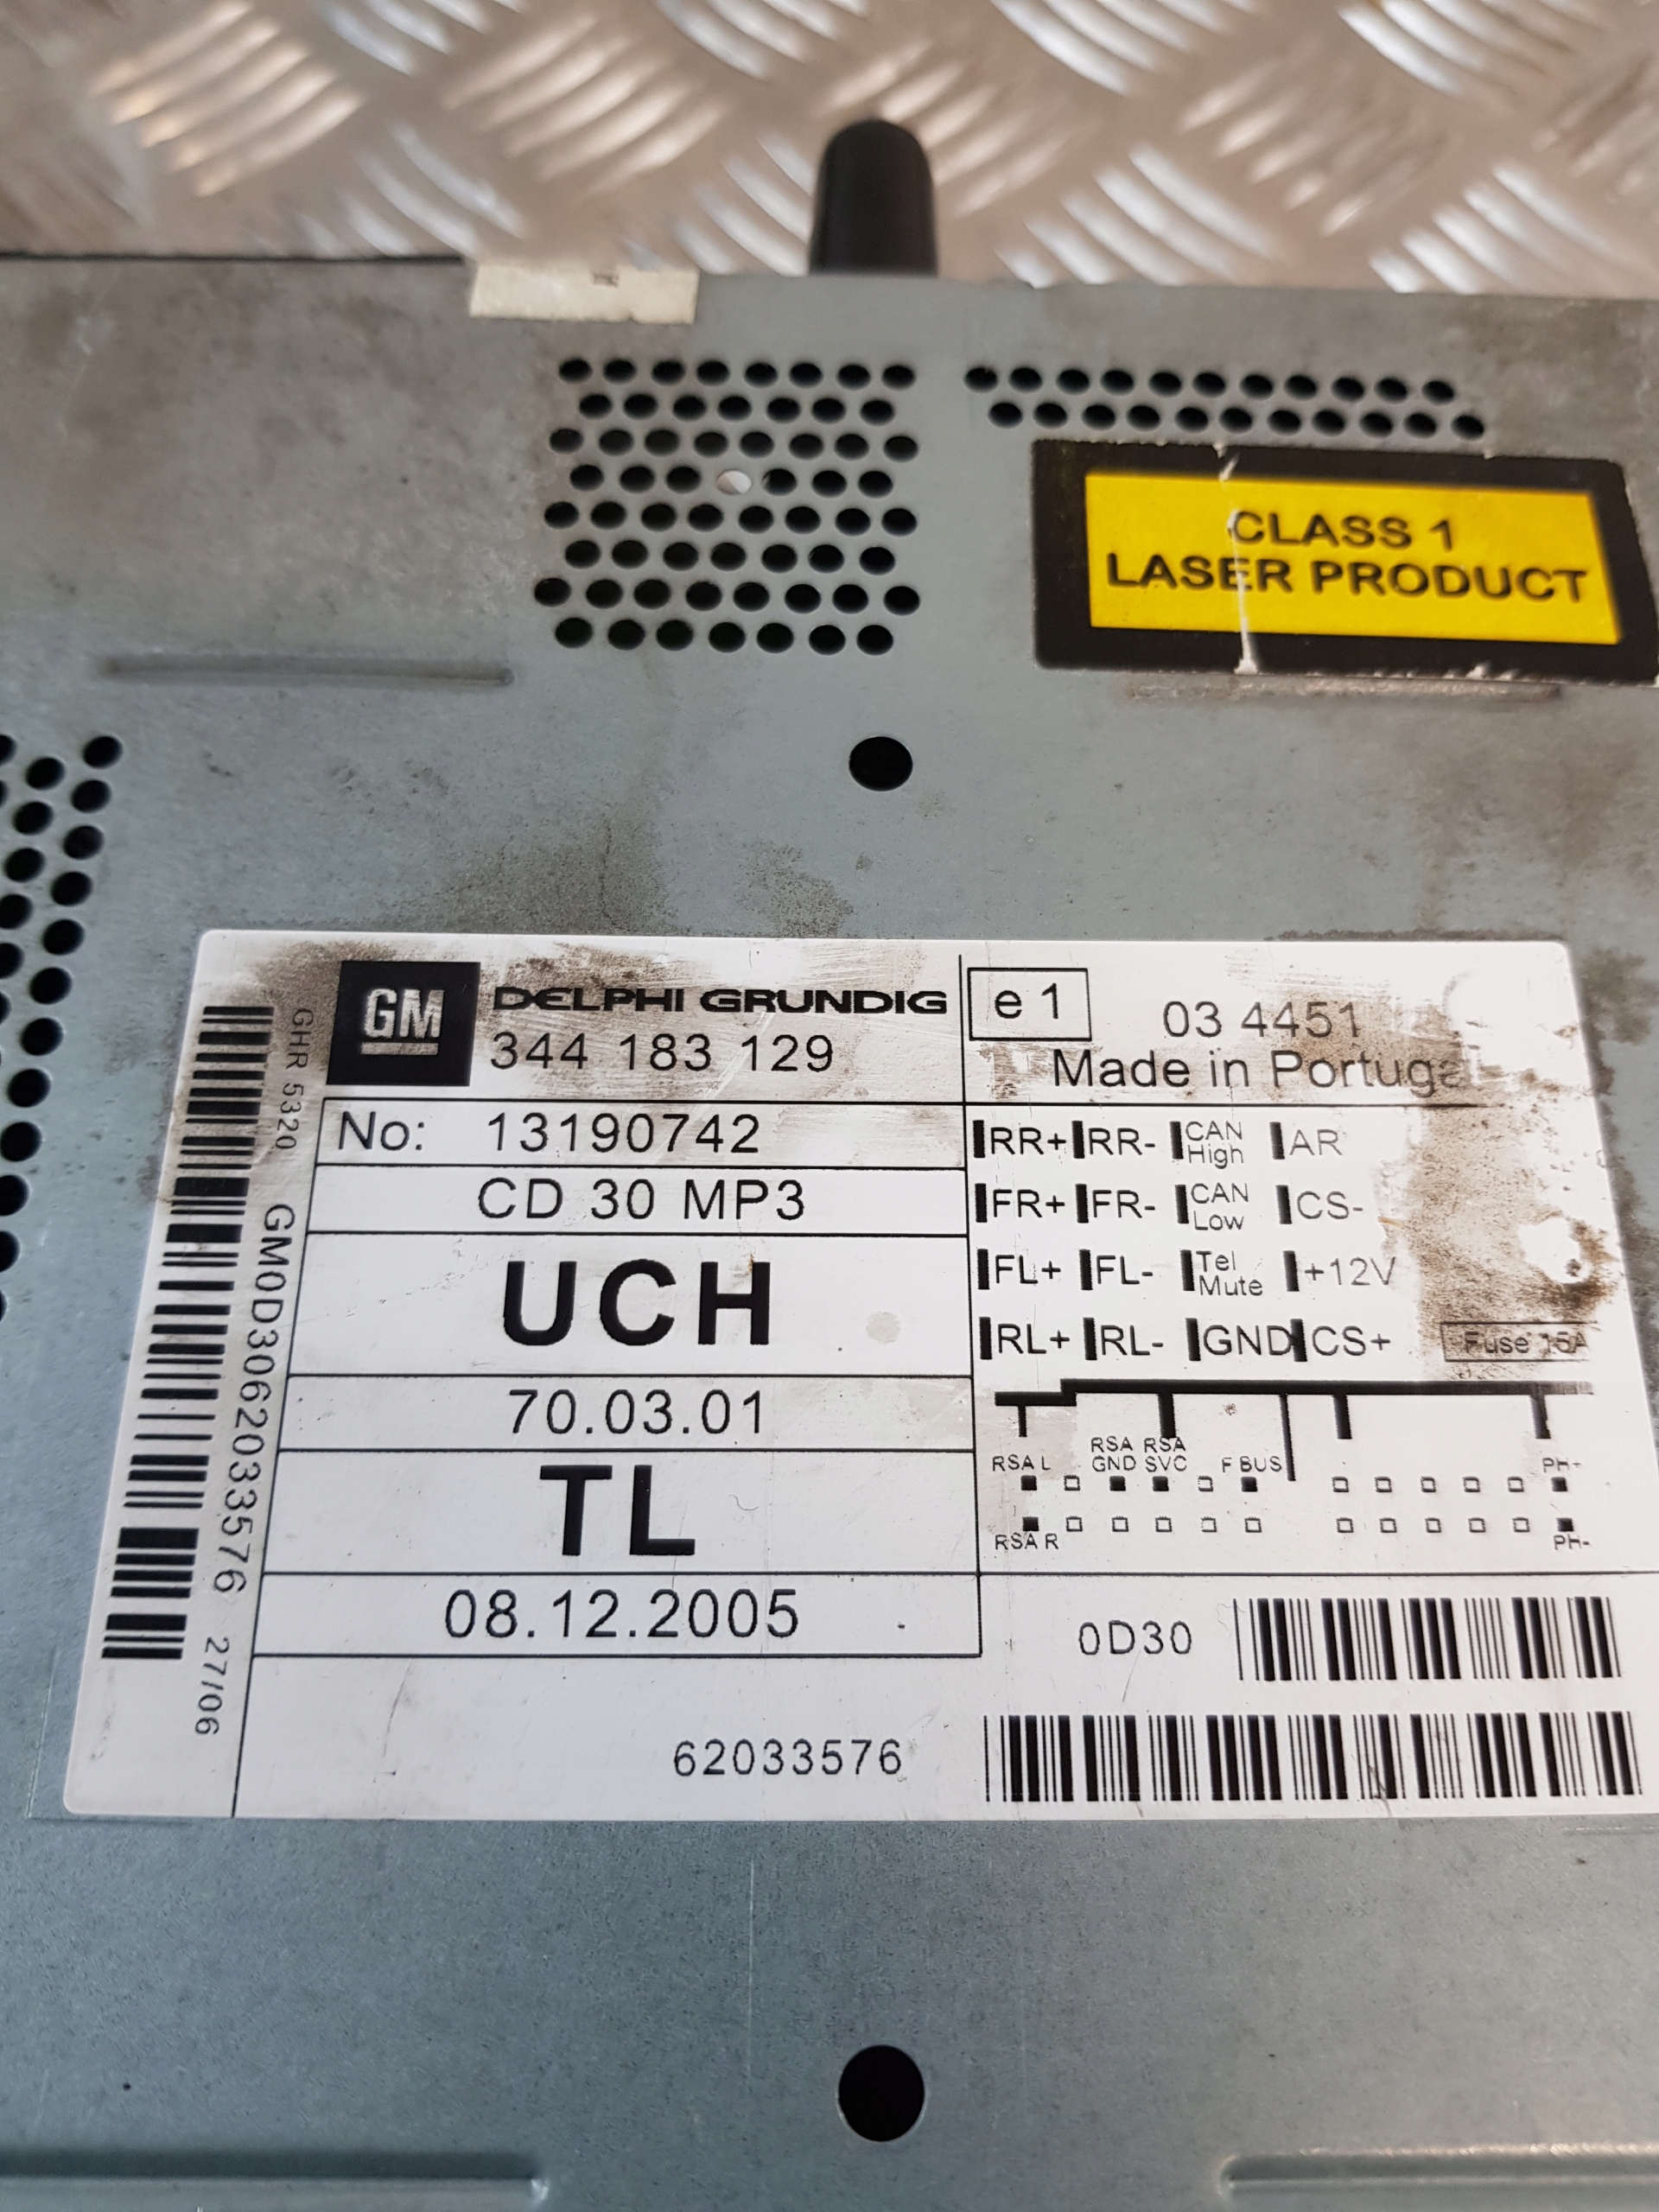 CLASS 1
LASER PRODUCT
GM
DELPHI GRUNDIG
344 183 129
e 1
03 4451
Made in Portugal
GHR 5320 GM0D3062033576 27/06
No: 13190742
CD 30 MP3
UCH
70.03.01
TL
08.12.2005
RR+ RR- CAN High AR
FR+ FR- CAN Low CS-
FL+ FL- Tel Mute +12V
RL+ RL- GND CS+ Fuse 15A
RSA L RSA GND RSA SVC F BUS PH+
RSA R PH-
0D30
62033576